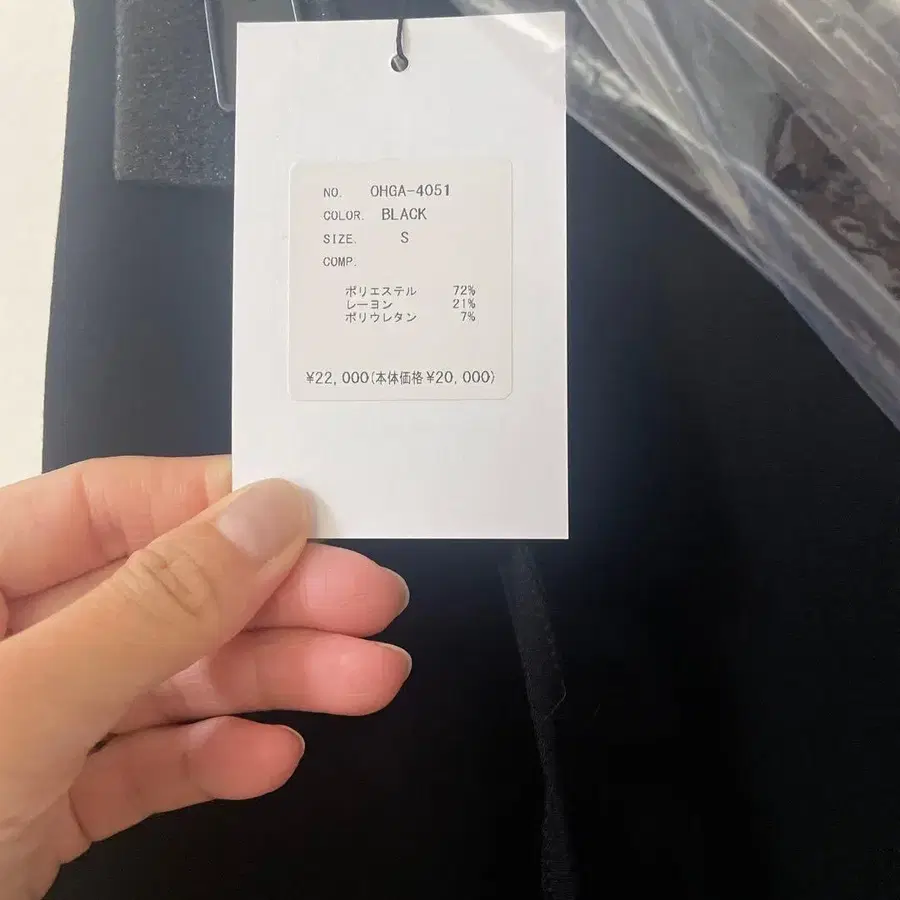 NO. OHGA-4051
COLOR. BLACK
SIZE. S
COMP.
ポリエステル 72%
レーヨン 21%
ポリウレタン 7%
¥22,000(本体価格¥20,000)